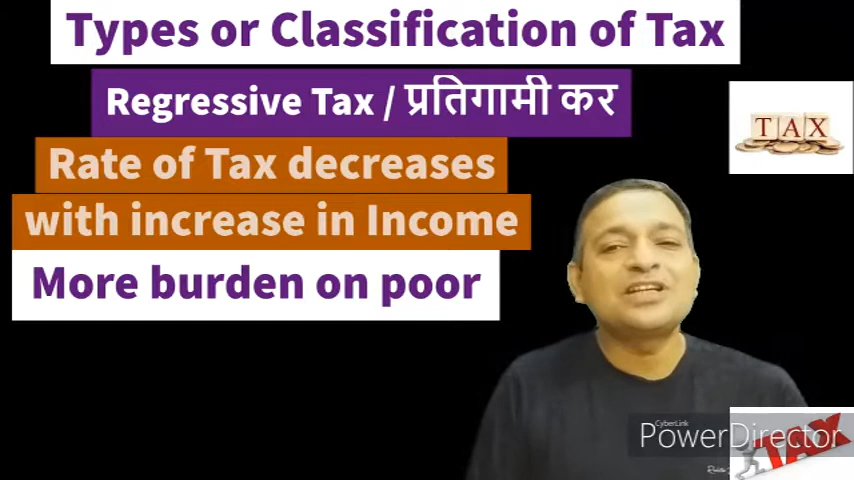 Types or Classification of Tax
Regressive Tax / प्रतिगामी कर
TAX
Rate of Tax decreases
with increase in Income
More burden on poor
CyberLink
PowerDirector
TAX